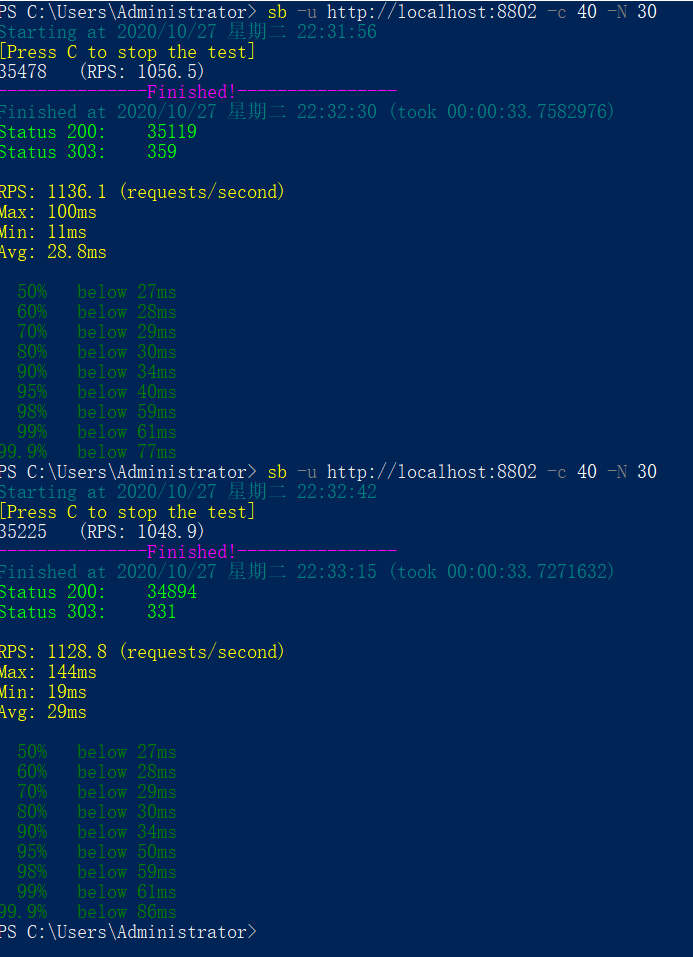 PS C:\Users\Administrator> sb -u http://localhost:8802 -c 40 -N 30
Starting at 2020/10/27 星期二 22:31:56
[Press C to stop the test]
35478   (RPS: 1056.5)
---------------Finished!----------------
Finished at 2020/10/27 星期二 22:32:30 (took 00:00:33.7582976)
Status 200:    35119
Status 303:    359

RPS: 1136.1 (requests/second)
Max: 100ms
Min: 11ms
Avg: 28.8ms

  50%   below 27ms
  60%   below 28ms
  70%   below 29ms
  80%   below 30ms
  90%   below 34ms
  95%   below 40ms
  98%   below 59ms
  99%   below 61ms
99.9%   below 77ms
PS C:\Users\Administrator> sb -u http://localhost:8802 -c 40 -N 30
Starting at 2020/10/27 星期二 22:32:42
[Press C to stop the test]
35225   (RPS: 1048.9)
---------------Finished!----------------
Finished at 2020/10/27 星期二 22:33:15 (took 00:00:33.7271632)
Status 200:    34894
Status 303:    331

RPS: 1128.8 (requests/second)
Max: 144ms
Min: 19ms
Avg: 29ms

  50%   below 27ms
  60%   below 28ms
  70%   below 29ms
  80%   below 30ms
  90%   below 34ms
  95%   below 50ms
  98%   below 59ms
  99%   below 61ms
99.9%   below 86ms
PS C:\Users\Administrator>